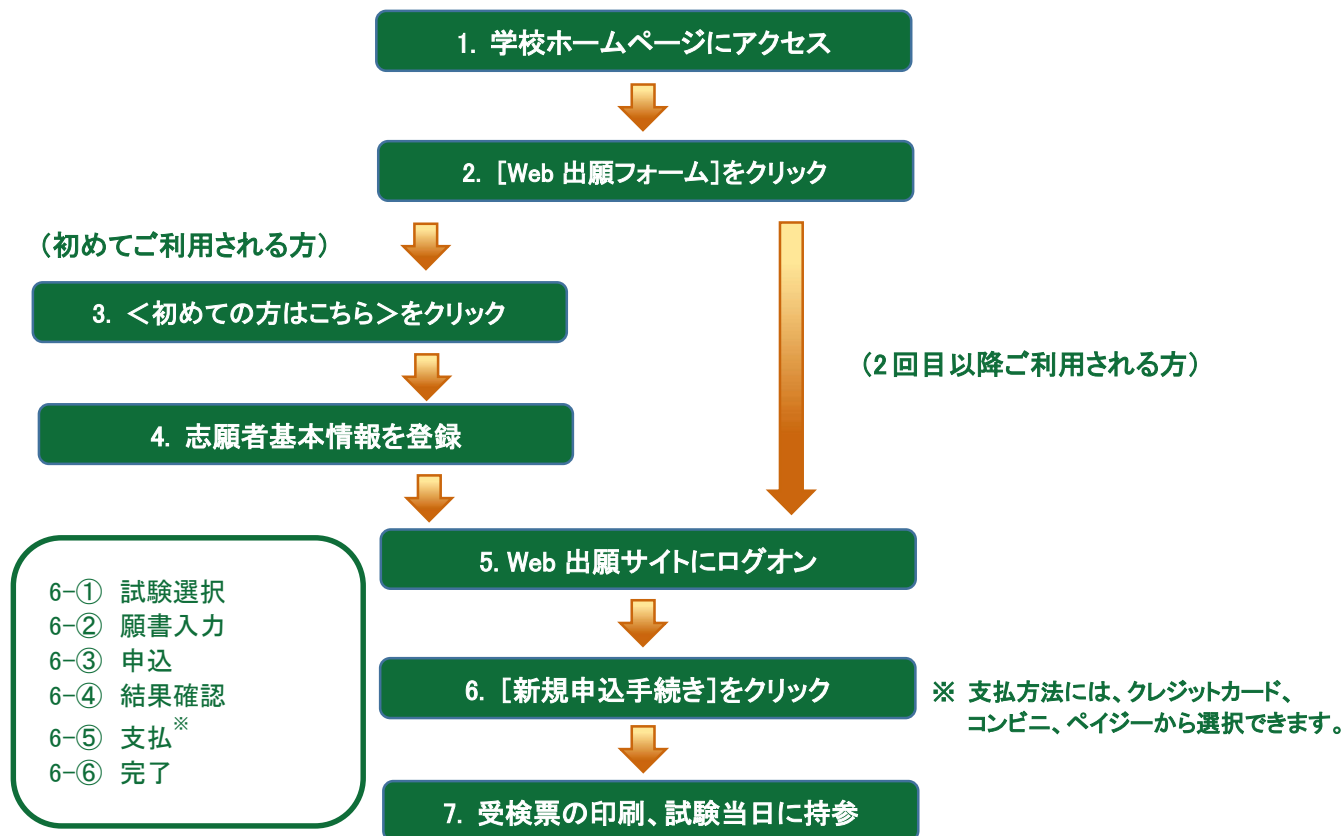 1. 学校ホームページにアクセス
2. [Web 出願フォーム]をクリック
（初めてご利用される方）
3. ＜初めての方はこちら＞をクリック
（2回目以降ご利用される方）
4. 志願者基本情報を登録
5. Web 出願サイトにログオン
6-① 試験選択
6-② 願書入力
6-③ 申込
6-④ 結果確認
6-⑤ 支払※
6-⑥ 完了
6. [新規申込手続き]をクリック
※ 支払方法には、クレジットカード、
コンビニ、ペイジーから選択できます。
7. 受検票の印刷、試験当日に持参